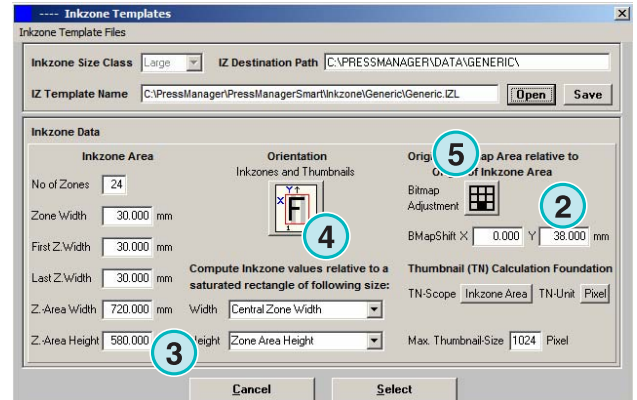 ---- Inkzone Templates
Inkzone Template Files
Inkzone Size Class Large IZ Destination Path C:\PRESSMANAGER\DATA\GENERIC\
IZ Template Name C:\PressManager\PressManagerSmart\Inkzone\Generic\Generic.IZL Open Save
Inkzone Data
Inkzone Area Orientation
Inkzones and Thumbnails
No of Zones 24
Zone Width 30.000 mm
First Z.Width 30.000 mm
Last Z.Width 30.000 mm
Z.-Area Width 720.000 mm
Z.-Area Height 580.000
3
X Y F 1
4
Compute Inkzone values relative to a
saturated rectangle of following size:
Width Central Zone Width
Zone Area Height
5
Area relative to
of Inkzone Area
Bitmap
Adjustment
2
BMapShift X 0.000 Y 38.000 mm
Thumbnail (TN) Calculation Foundation
TN-Scope Inkzone Area TN-Unit Pixel
Max. Thumbnail-Size 1024 Pixel
Cancel Select